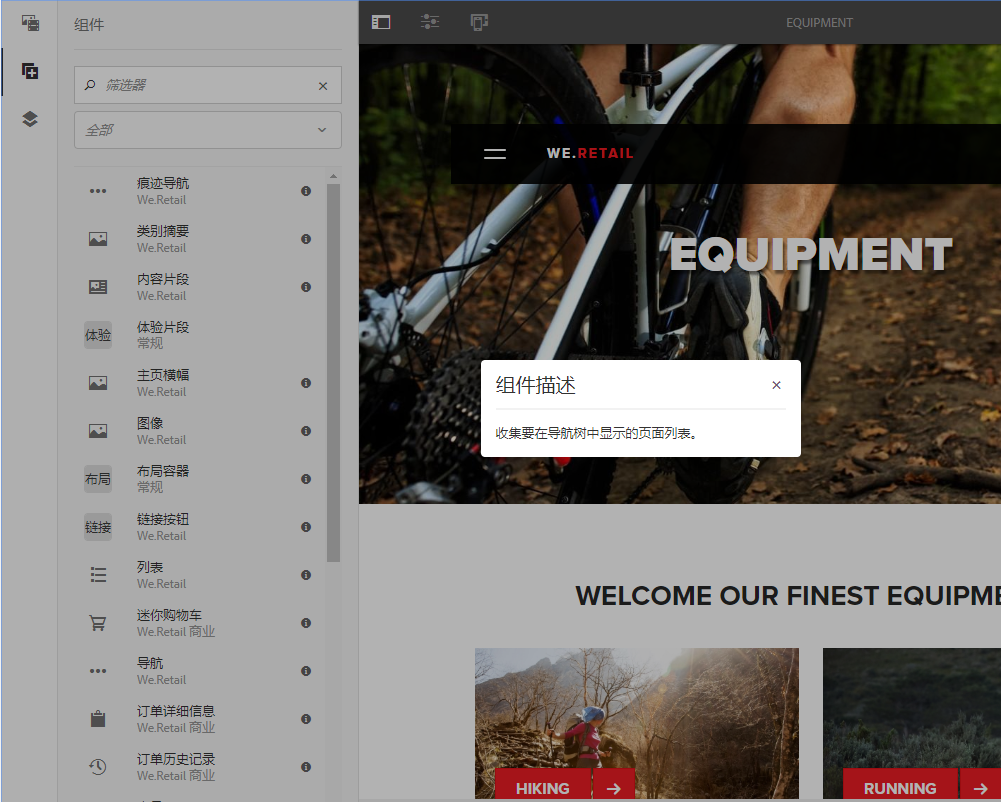 组件
筛选器
全部
痕迹导航
We.Retail
类别摘要
We.Retail
内容片段
We.Retail
体验
体验片段
常规
主页横幅
We.Retail
图像
We.Retail
布局
布局容器
常规
链接
链接按钮
We.Retail
列表
We.Retail
迷你购物车
We.Retail 商业
导航
We.Retail
订单详细信息
We.Retail 商业
订单历史记录
We.Retail 商业
EQUIPMENT
WE.RETAIL
EQUIPMENT
组件描述
收集要在导航树中显示的页面列表。
WELCOME OUR FINEST EQUIPME
HIKING
RUNNING